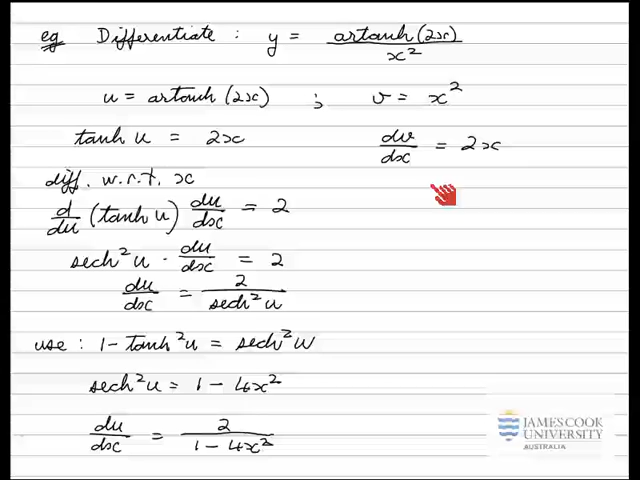 eg Differentiate : y = artanh(2x) / x²
u = artanh(2x) ; v = x²
tanh u = 2x dv/dx = 2x
diff. w.r.t. x
d/du (tanh u) du/dx = 2
sech²u · du/dx = 2
du/dx = 2 / sech²u
use : 1 - tanh²u = sech²u
sech²u = 1 - 4x²
du/dx = 2 / 1 - 4x²
JAMES COOK
UNIVERSITY
AUSTRALIA